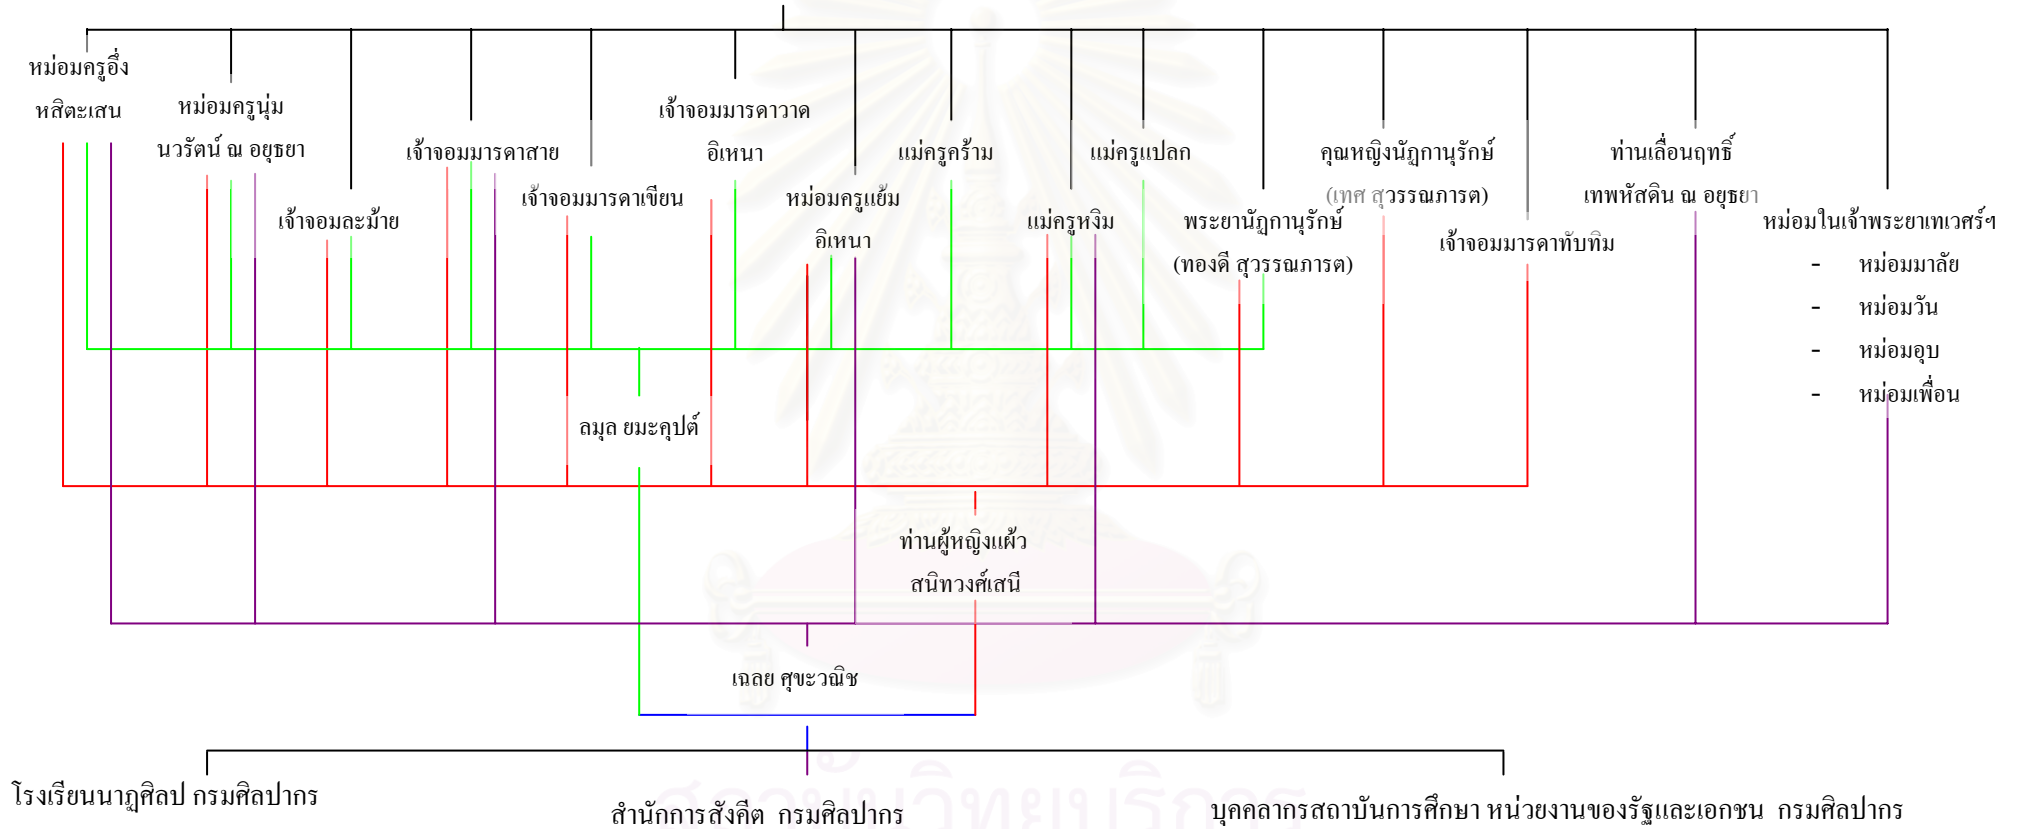 หม่อมครูอึ่ง
หสิตะเสน
หม่อมครูนุ่ม
นวรัตน์ ณ อยุธยา
เจ้าจอมละม้าย
เจ้าจอมมารดาสาย
เจ้าจอมมารดาเขียน
เจ้าจอมมารดาวาด
อิเหนา
หม่อมครูแย้ม
อิเหนา
แม่ครูคร้าม
แม่ครูหงิม
แม่ครูแปลก
พระยานัฏกานุรักษ์
(ทองดี สุวรรณภารต)
คุณหญิงนัฏกานุรักษ์
(เทศ สุวรรณภารต)
เจ้าจอมมารดาทับทิม
ท่านเลื่อนฤทธิ์
เทพหัสดิน ณ อยุธยา
หม่อมในเจ้าพระยาเทเวศร์ฯ
- หม่อมมาลัย
- หม่อมวัน
- หม่อมอุบ
- หม่อมเพื่อน
ลมุล ยมะคุปต์
ท่านผู้หญิงแผ้ว
สนิทวงศ์เสนี
เฉลย ศุขะวณิช
โรงเรียนนาฏศิลป กรมศิลปากร
สำนักการสังคีต กรมศิลปากร
บุคคลากรสถาบันการศึกษา หน่วยงานของรัฐและเอกชน กรมศิลปากร
สถาบันวิทยบริการ